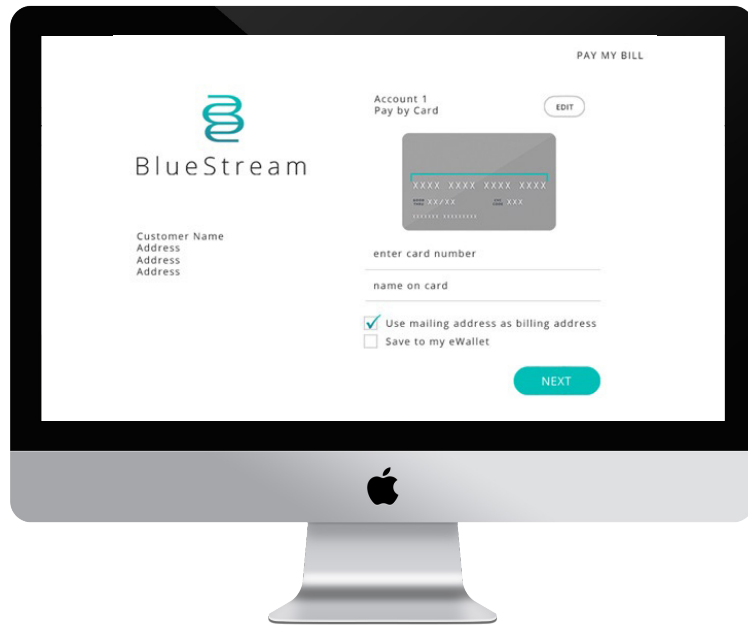 PAY MY BILL
BlueStream
Customer Name
Address
Address
Address
Account 1
Pay by Card
EDIT
XXXX XXXX XXXX XXXX
XX/XX XXX
enter card number
name on card
Use mailing address as billing address
Save to my eWallet
NEXT